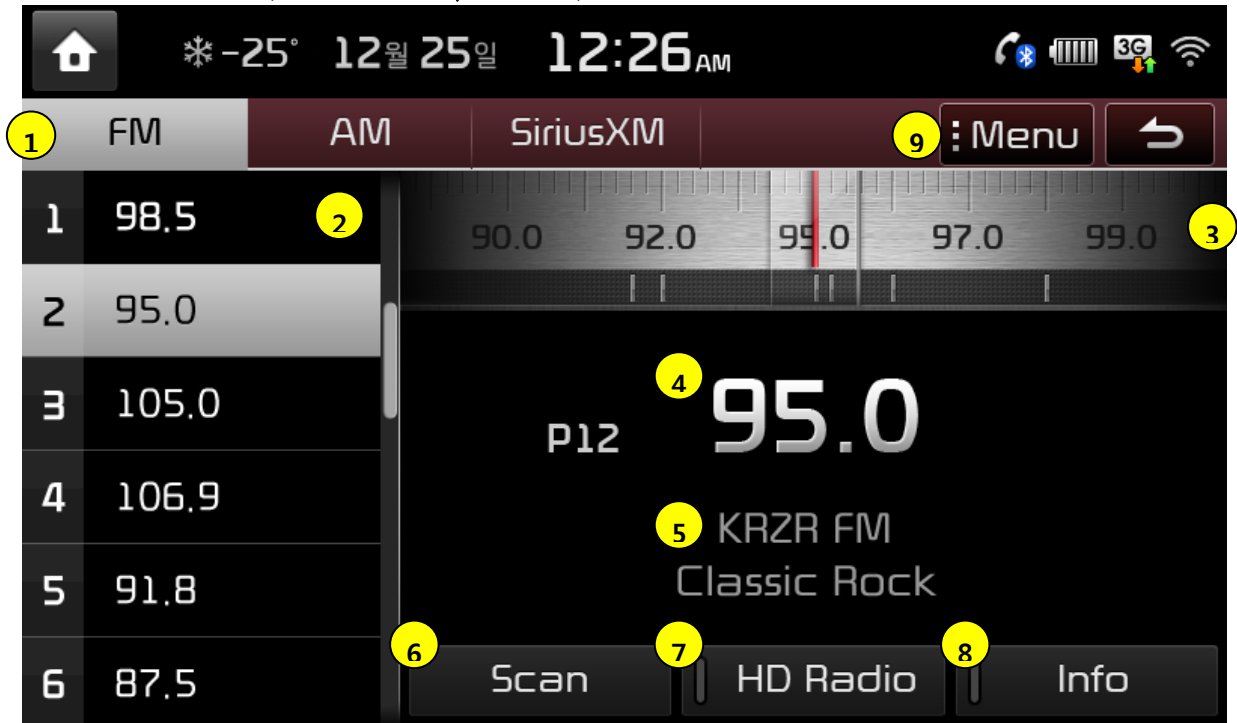 -25° 12월 25일 12:26 AM 3G
1 FM AM SiriusXM 9 Menu
1 98.5 2
90.0 92.0 95.0 97.0 99.0 3
2 95.0
3 105.0
4
P12 95.0
4 106.9
5 KRZR FM
Classic Rock
5 91.8
6 7 8
Scan HD Radio Info
6 87.5